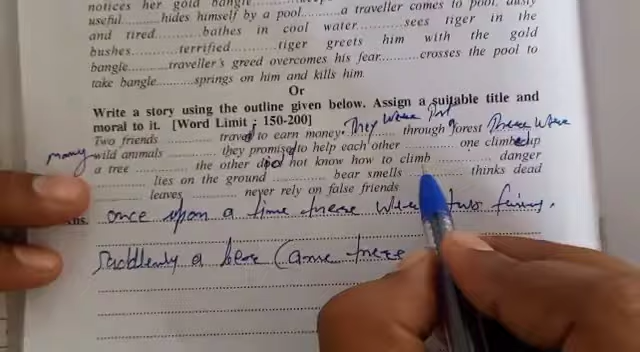 notices her gold bangle
useful..........hides himself by a pool..........a traveller comes to pool, dusty
and tired..........bathes in cool water..........sees tiger in the
bushes..........terrified..........tiger greets him with the gold
bangle..........traveller's greed overcomes his fear..........crosses the pool to
take bangle..........springs on him and kills him.
Or
Write a story using the outline given below. Assign a suitable title and
moral to it. [Word Limit : 150-200]
Two friends .......... travel to earn money. They were .......... through forest There were
many wild animals .......... they promised to help each other .......... one climbed up
a tree .......... the other did not know how to climb .......... danger
.......... lies on the ground .......... bear smells .......... thinks dead
.......... leaves .......... never rely on false friends
Ans. once upon a time there were two
Suddenly a bear came there